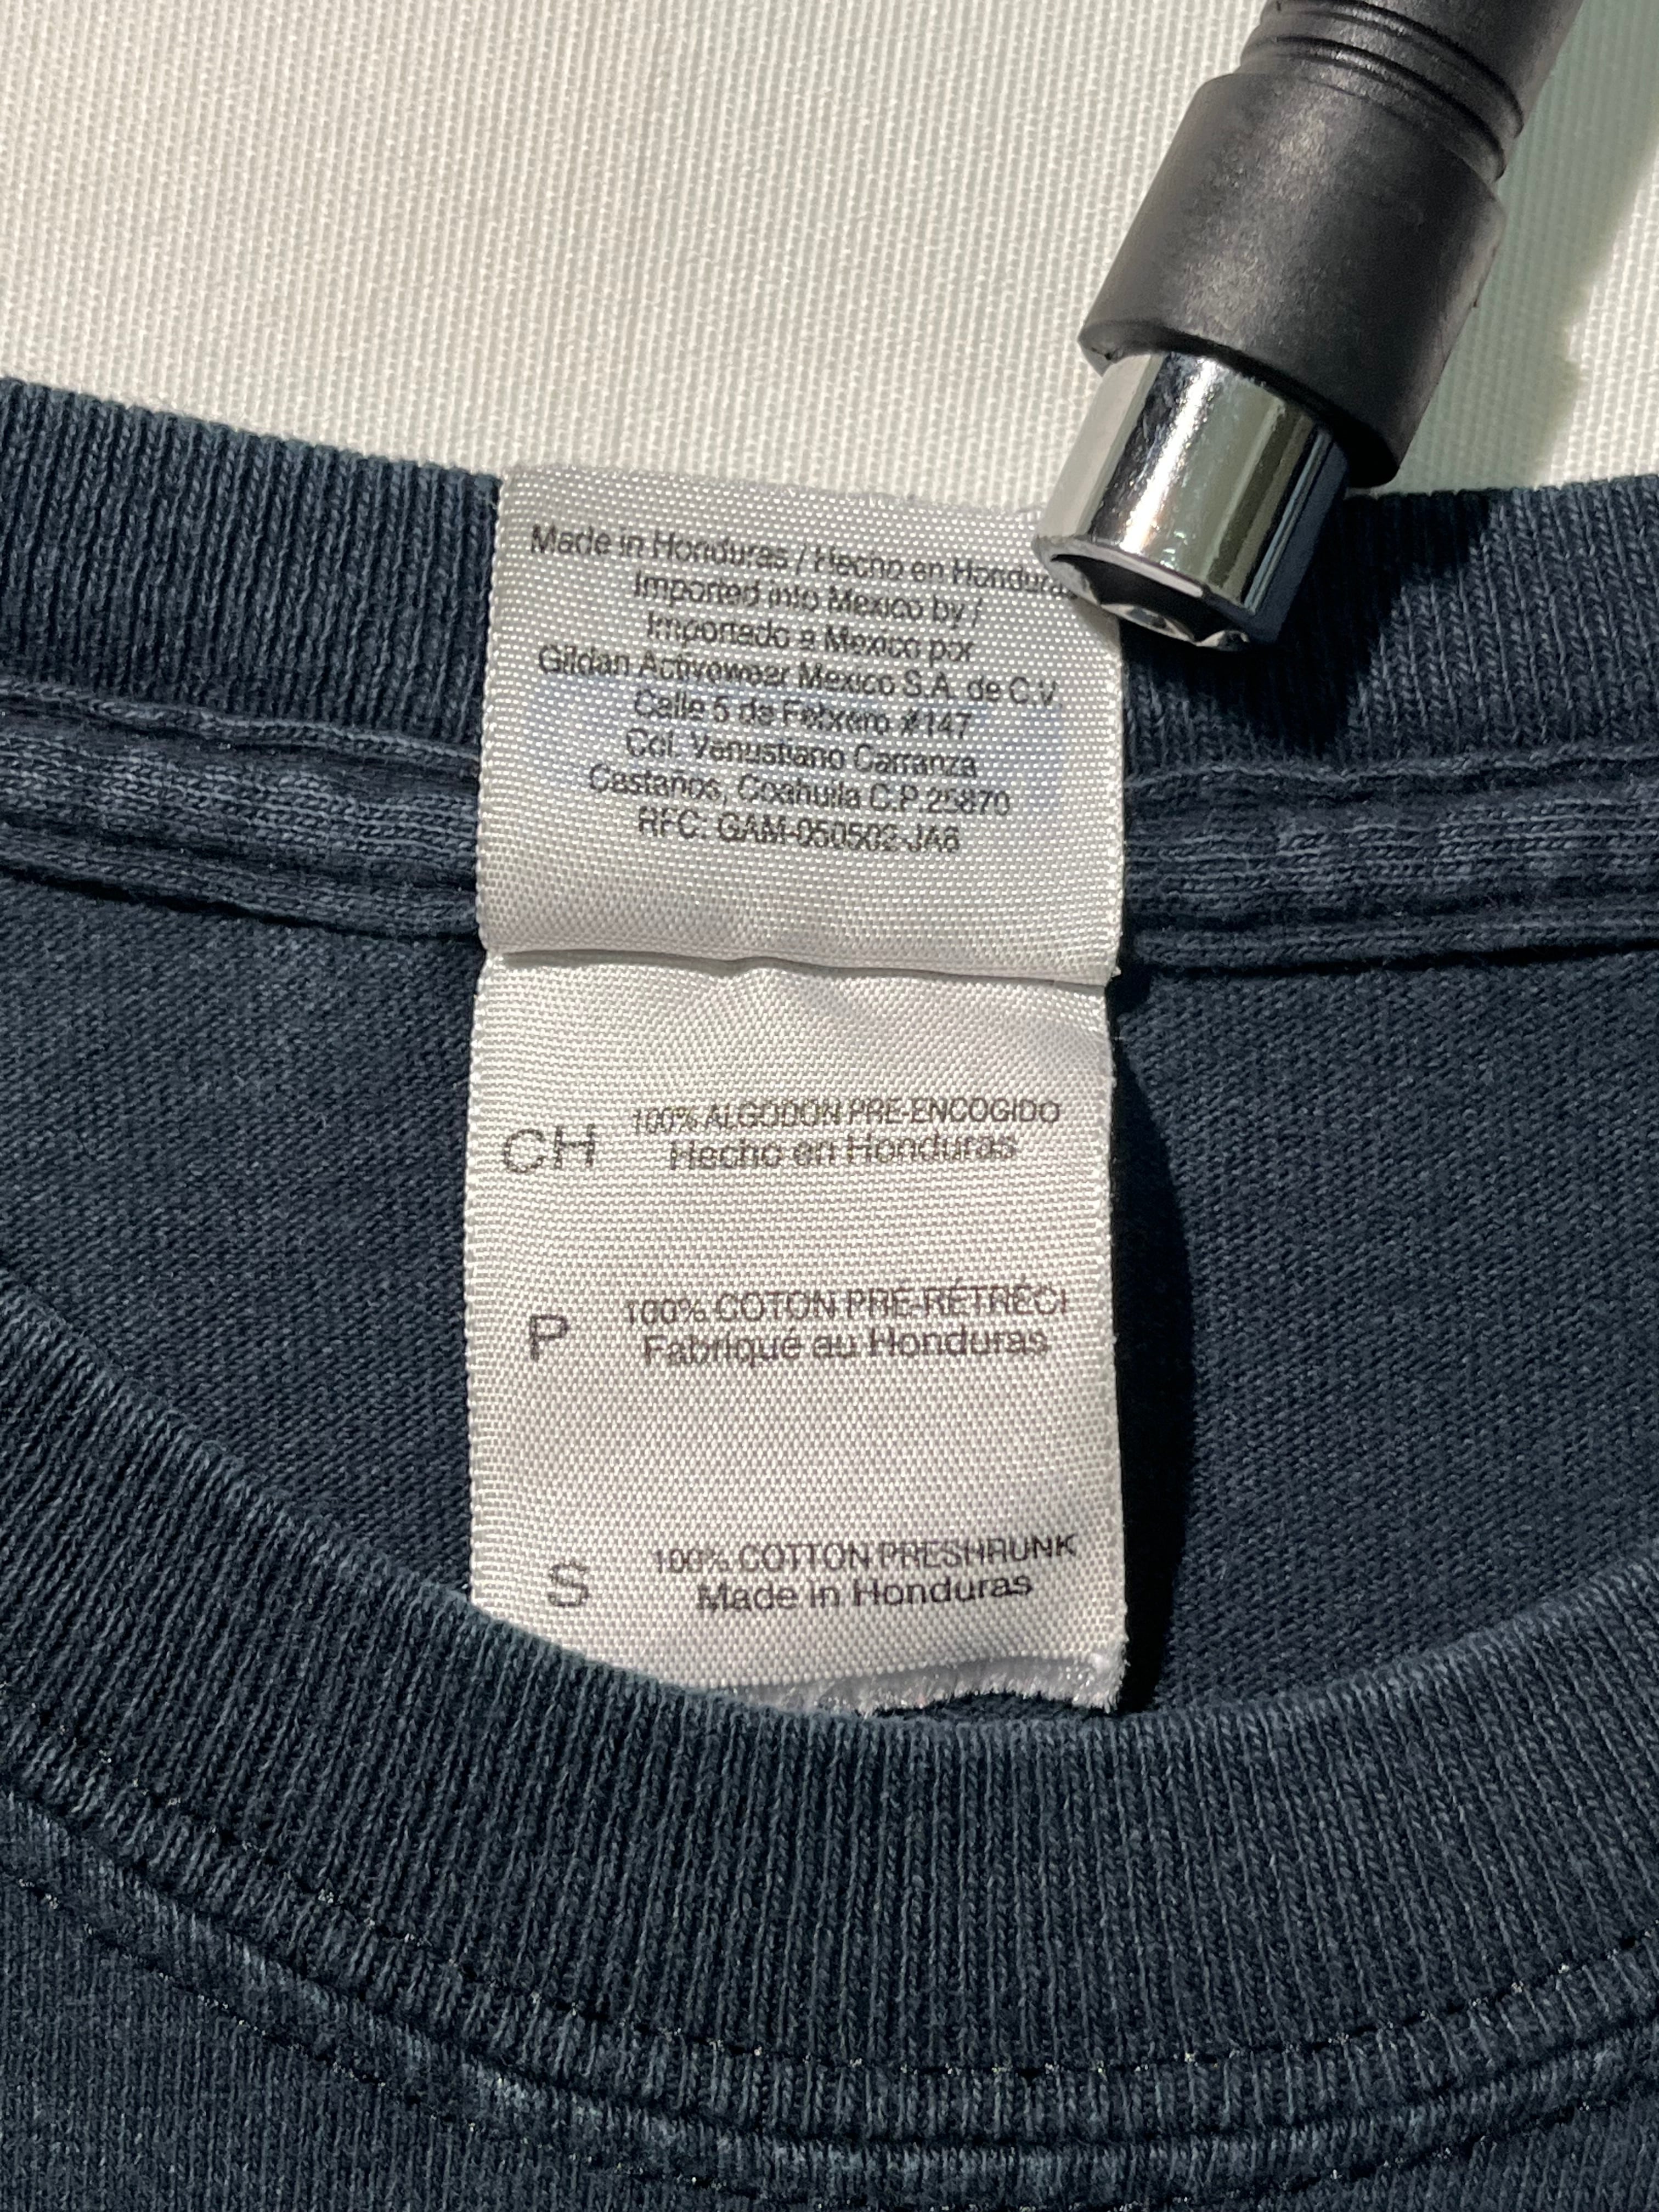 Made in Honduras / Hecho en Hondura
Imported into Mexico by /
Importado a Mexico por
Gildan Activewear Mexico S.A. de C.V.
Calle 5 de Febrero #147
Col. Venustiano Carranza
Castaños, Coahuila C.P. 25870
RFC: GAM-050502-JA6
CH 100% ALGODON PRE-ENCOGIDO
Hecho en Honduras
P 100% COTON PRÉ-RÉTRÉCI
Fabriqué au Honduras
S 100% COTTON PRESHRUNK
Made in Honduras